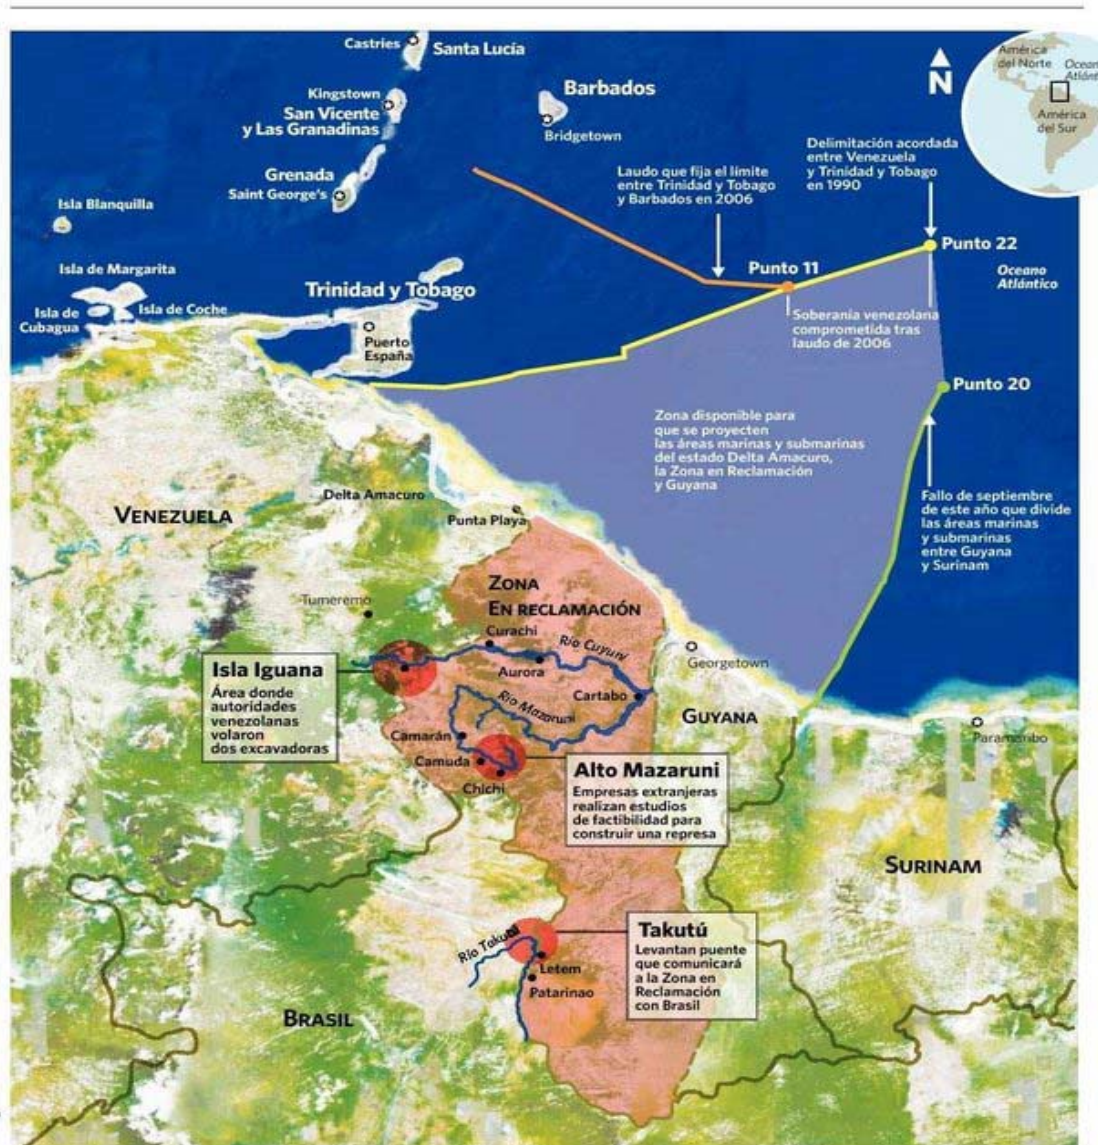 Castries
Santa Lucía
Kingstown
San Vicente
y Las Granadinas
Barbados
Bridgetown
Grenada
Saint George's
N
América
del Norte
América
del Sur
Delimitación acordada
entre Venezuela
y Trinidad y Tobago
en 1990
Laudo que fija el límite
entre Trinidad y Tobago
y Barbados en 2006
Isla Blanquilla
Isla de Margarita
Isla de
Cubagua
Isla de Coche
Trinidad y Tobago
Puerto
España
Punto 22
Punto 11
Oceano
Atlántico
Soberanía venezolana
comprometida tras
laudo de 2006
Punto 20
Zona disponible para
que se proyecten
las áreas marinas y submarinas
del estado Delta Amacuro,
la Zona en Reclamación
y Guyana
Fallo de septiembre
de este año que divide
las áreas marinas
y submarinas
entre Guyana
y Surinam
VENEZUELA
Delta Amacuro
Punta Playa
ZONA
EN RECLAMACIÓN
Tumeremo
Curachi
Río Cuyuni
Aurora
Georgetown
Isla Iguana
Área donde
autoridades
venezolanas
volaron
dos excavadoras
Río Mazaruni
Cartabo
GUYANA
Paramaribo
Camarán
Camuda
Chichi
Alto Mazaruni
Empresas extranjeras
realizan estudios
de factibilidad para
construir una represa
SURINAM
Río Takutú
Letem
Patarinao
Takutú
Levantan puente
que comunicará
a la Zona en
Reclamación
con Brasil
BRASIL